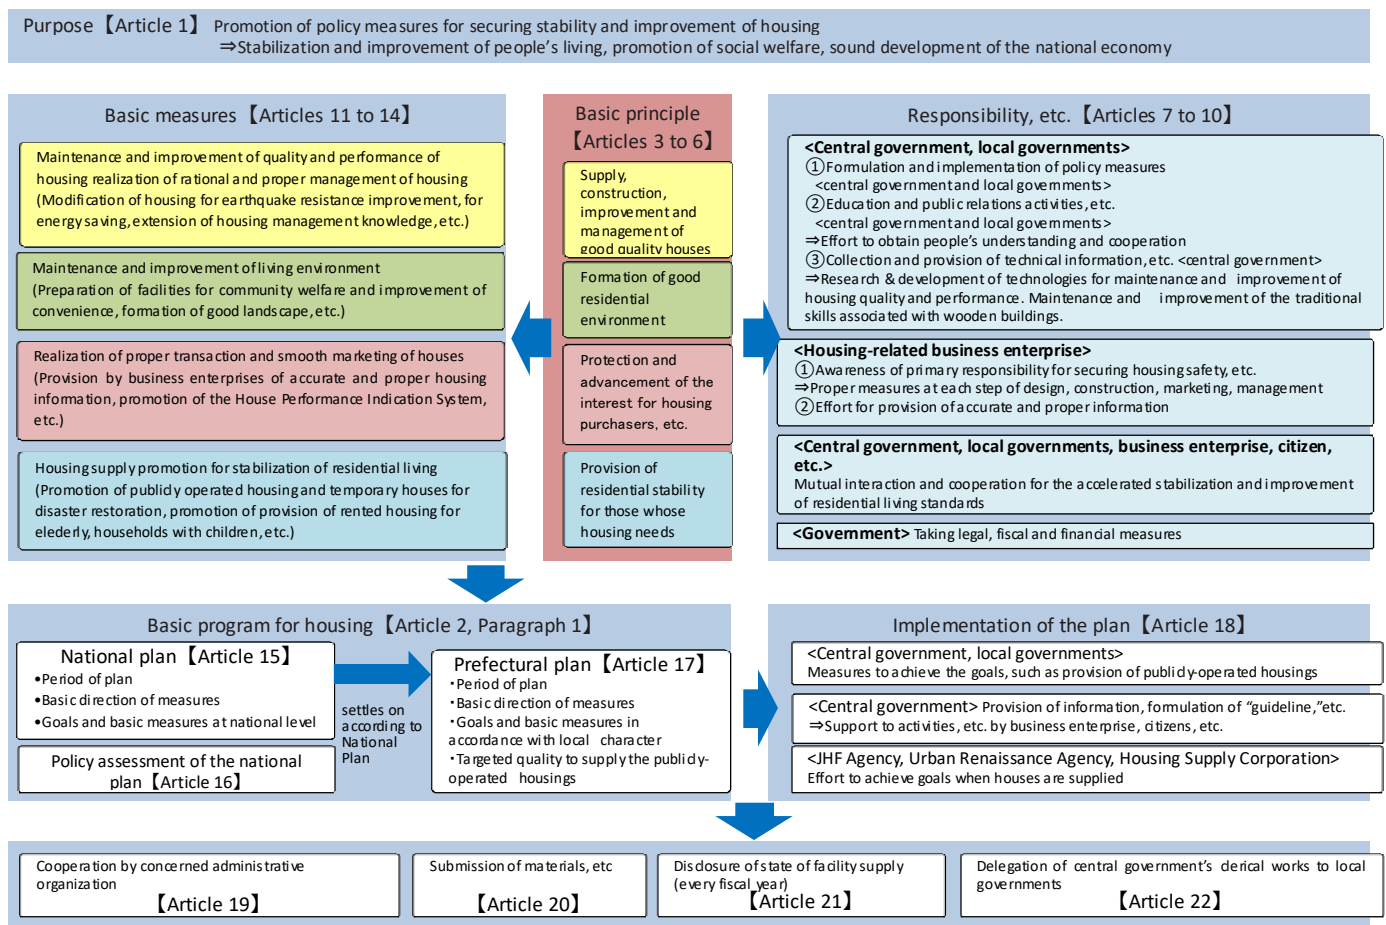 Purpose【Article 1】 Promotion of policy measures for securing stability and improvement of housing
⇒Stabilization and improvement of people's living, promotion of social welfare, sound development of the national economy
Basic measures【Articles 11 to 14】
Maintenance and improvement of quality and performance of
housing realization of rational and proper management of housing
(Modification of housing for earthquake resistance improvement, for
energy saving, extension of housing management knowledge, etc.)
Maintenance and improvement of living environment
(Preparation of facilities for community welfare and improvement of
convenience, formation of good landscape, etc.)
Realization of proper transaction and smooth marketing of houses
(Provision by business enterprises of accurate and proper housing
information, promotion of the House Performance Indication System,
etc.)
Housing supply promotion for stabilization of residential living
(Promotion of publicly operated housing and temporary houses for
disaster restoration, promotion of provision of rented housing for
elederly, households with children, etc.)
Basic principle
【Articles 3 to 6】
Supply,
construction,
improvement and
management of
good quality houses
Formation of good
residential
environment
Protection and
advancement of the
interest for housing
purchasers, etc.
Provision of
residential stability
for those whose
housing needs
Responsibility, etc.【Articles 7 to 10】
<Central government, local governments>
①Formulation and implementation of policy measures
<central government and local governments>
②Education and public relations activities, etc.
<central government and local governments>
⇒Effort to obtain people's understanding and cooperation
③Collection and provision of technical information, etc. <central government>
⇒Research & development of technologies for maintenance and improvement of
housing quality and performance. Maintenance and improvement of the traditional
skills associated with wooden buildings.
<Housing-related business enterprise>
①Awareness of primary responsibility for securing housing safety, etc.
⇒Proper measures at each step of design, construction, marketing, management
②Effort for provision of accurate and proper information
<Central government, local governments, business enterprise, citizen,
etc.>
Mutual interaction and cooperation for the accelerated stabilization and improvement
of residential living standards
<Government> Taking legal, fiscal and financial measures
Basic program for housing【Article 2, Paragraph 1】
National plan【Article 15】
•Period of plan
•Basic direction of measures
•Goals and basic measures at national level
Policy assessment of the national
plan【Article 16】
settles on
according to
National
Plan
Prefectural plan【Article 17】
・Period of plan
・Basic direction of measures
・Goals and basic measures in
accordance with local character
・Targeted quality to supply the publicly-
operated housings
Implementation of the plan【Article 18】
<Central government, local governments>
Measures to achieve the goals, such as provision of publicly-operated housings
<Central government> Provision of information, formulation of "guideline,"etc.
⇒Support to activities, etc. by business enterprise, citizens, etc.
<JHF Agency, Urban Renaissance Agency, Housing Supply Corporation>
Effort to achieve goals when houses are supplied
Cooperation by concerned administrative
organization
【Article 19】
Submission of materials, etc
【Article 20】
Disclosure of state of facility supply
(every fiscal year)
【Article 21】
Delegation of central government's clerical works to local
governments
【Article 22】